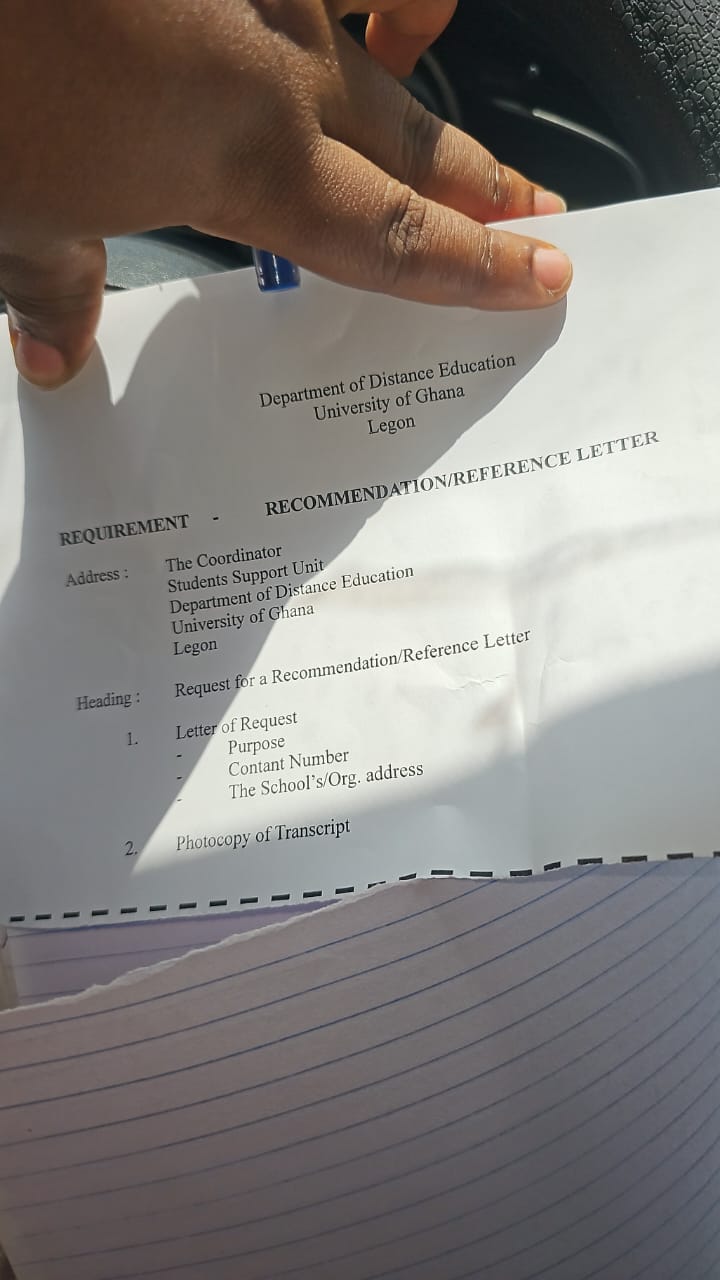 Department of Distance Education
University of Ghana
Legon
REQUIREMENT - RECOMMENDATION/REFERENCE LETTER
Address : The Coordinator
Students Support Unit
Department of Distance Education
University of Ghana
Legon
Heading : Request for a Recommendation/Reference Letter
1. Letter of Request
- Purpose
- Contant Number
- The School's/Org. address
2. Photocopy of Transcript